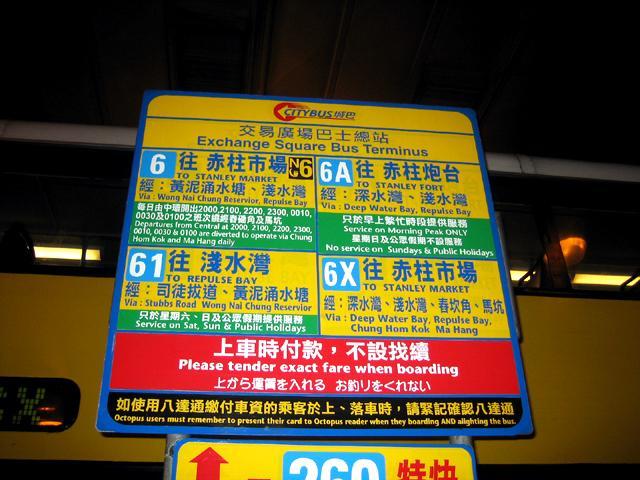 CITYBUS 城巴
交易廣場巴士總站
Exchange Square Bus Terminus
6 往 赤柱市場 N6
TO STANLEY MARKET
經：黃泥涌水塘、淺水灣
Via : Wong Nai Chung Reservior, Repulse Bay
每日由中環開出2000, 2100, 2200, 2300, 0010,
0030及0100之班次繞經舂磡角及馬坑
Departures from Central at 2000, 2100, 2200, 2300,
0010, 0030 & 0100 are diverted to operate via Chung
Hom Kok and Ma Hang daily
6A 往 赤柱炮台
TO STANLEY FORT
經：深水灣、淺水灣
Via : Deep Water Bay, Repulse Bay
只於早上繁忙時段提供服務
Service on Morning Peak ONLY
星期日及公眾假期不設服務
No service on Sundays & Public Holidays
61 往 淺水灣
TO REPULSE BAY
經：司徒拔道、黃泥涌水塘
Via : Stubbs Road Wong Nai Chung Reservior
只於星期六、日及公眾假期提供服務
Service on Sat, Sun & Public Holidays
6X 往 赤柱市場
TO STANLEY MARKET
經：深水灣、淺水灣、舂坎角、馬坑
Via : Deep Water Bay, Repulse Bay,
Chung Hom Kok Ma Hang
上車時付款，不設找續
Please tender exact fare when boarding
上から運賃を入れる お釣りをくれない
如使用八達通繳付車資的乘客於上、落車時，請緊記確認八達通
Octopus users must remember to present their card to Octopus reader when they boarding AND alighting the bus.
260 特快